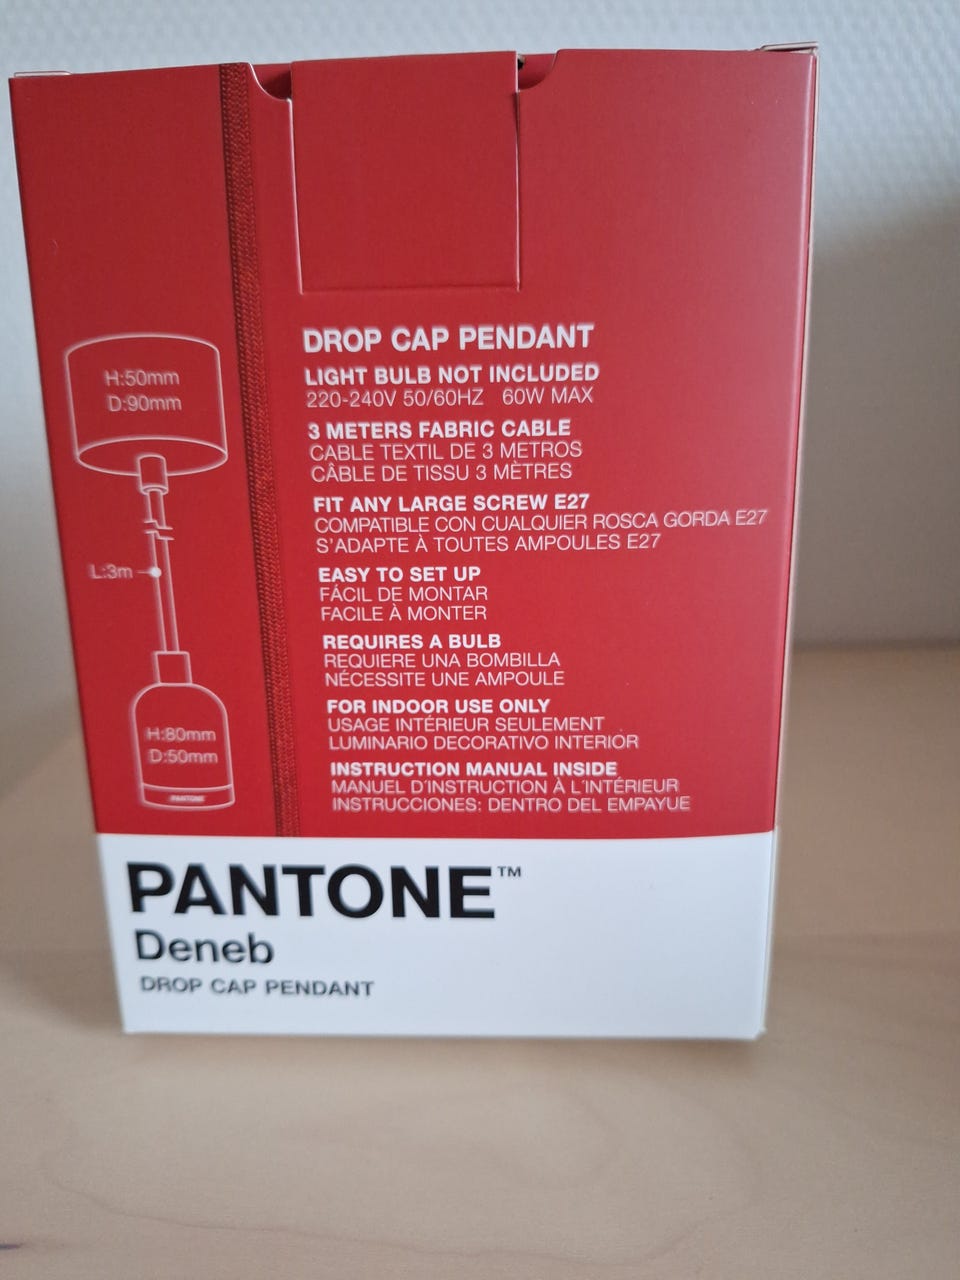 H:50mm
D:90mm
L:3m
H:80mm
D:50mm
PANTONE
DROP CAP PENDANT
LIGHT BULB NOT INCLUDED
220-240V 50/60HZ 60W MAX
3 METERS FABRIC CABLE
CABLE TEXTIL DE 3 METROS
CÂBLE DE TISSU 3 MÈTRES
FIT ANY LARGE SCREW E27
COMPATIBLE CON CUALQUIER ROSCA GORDA E27
S'ADAPTE À TOUTES AMPOULES E27
EASY TO SET UP
FÁCIL DE MONTAR
FACILE À MONTER
REQUIRES A BULB
REQUIERE UNA BOMBILLA
NÉCESSITE UNE AMPOULE
FOR INDOOR USE ONLY
USAGE INTÉRIEUR SEULEMENT
LUMINARIO DECORATIVO INTERIOR
INSTRUCTION MANUAL INSIDE
MANUEL D'INSTRUCTION À L'INTÉRIEUR
INSTRUCCIONES: DENTRO DEL EMPAYUE
PANTONE™
Deneb
DROP CAP PENDANT